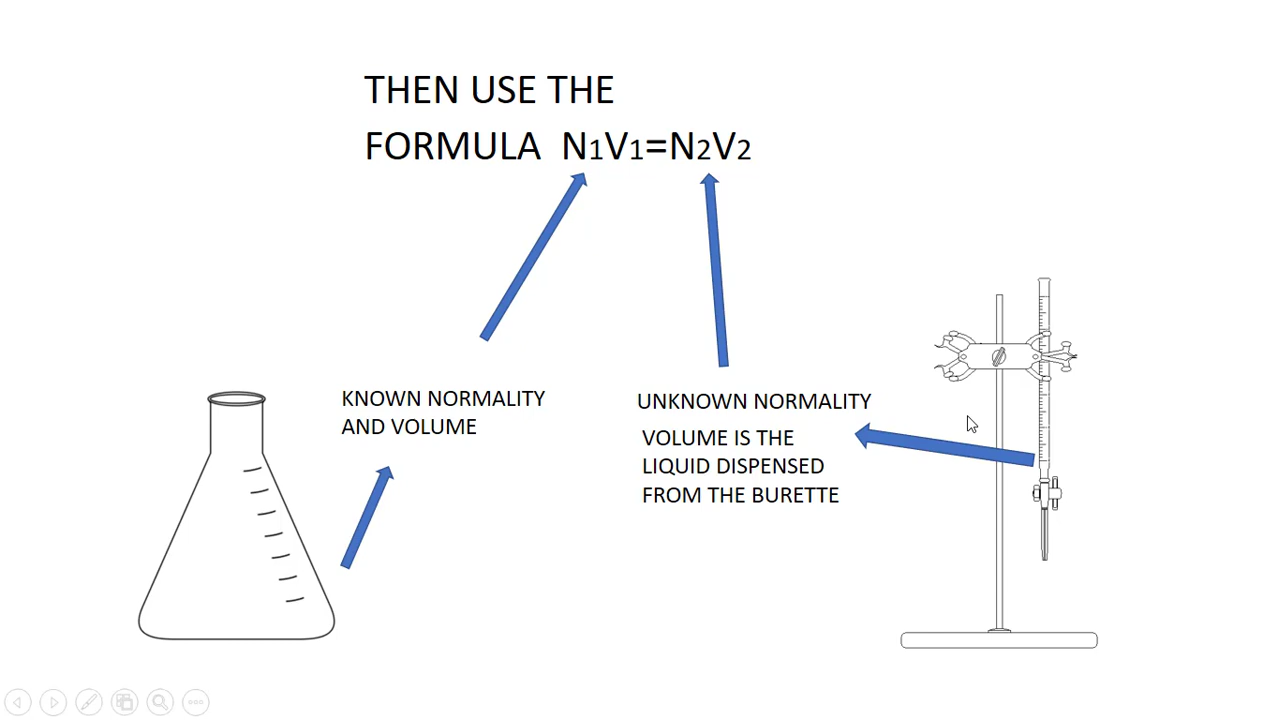 THEN USE THE
FORMULA N1V1=N2V2
KNOWN NORMALITY
AND VOLUME
UNKNOWN NORMALITY
VOLUME IS THE
LIQUID DISPENSED
FROM THE BURETTE